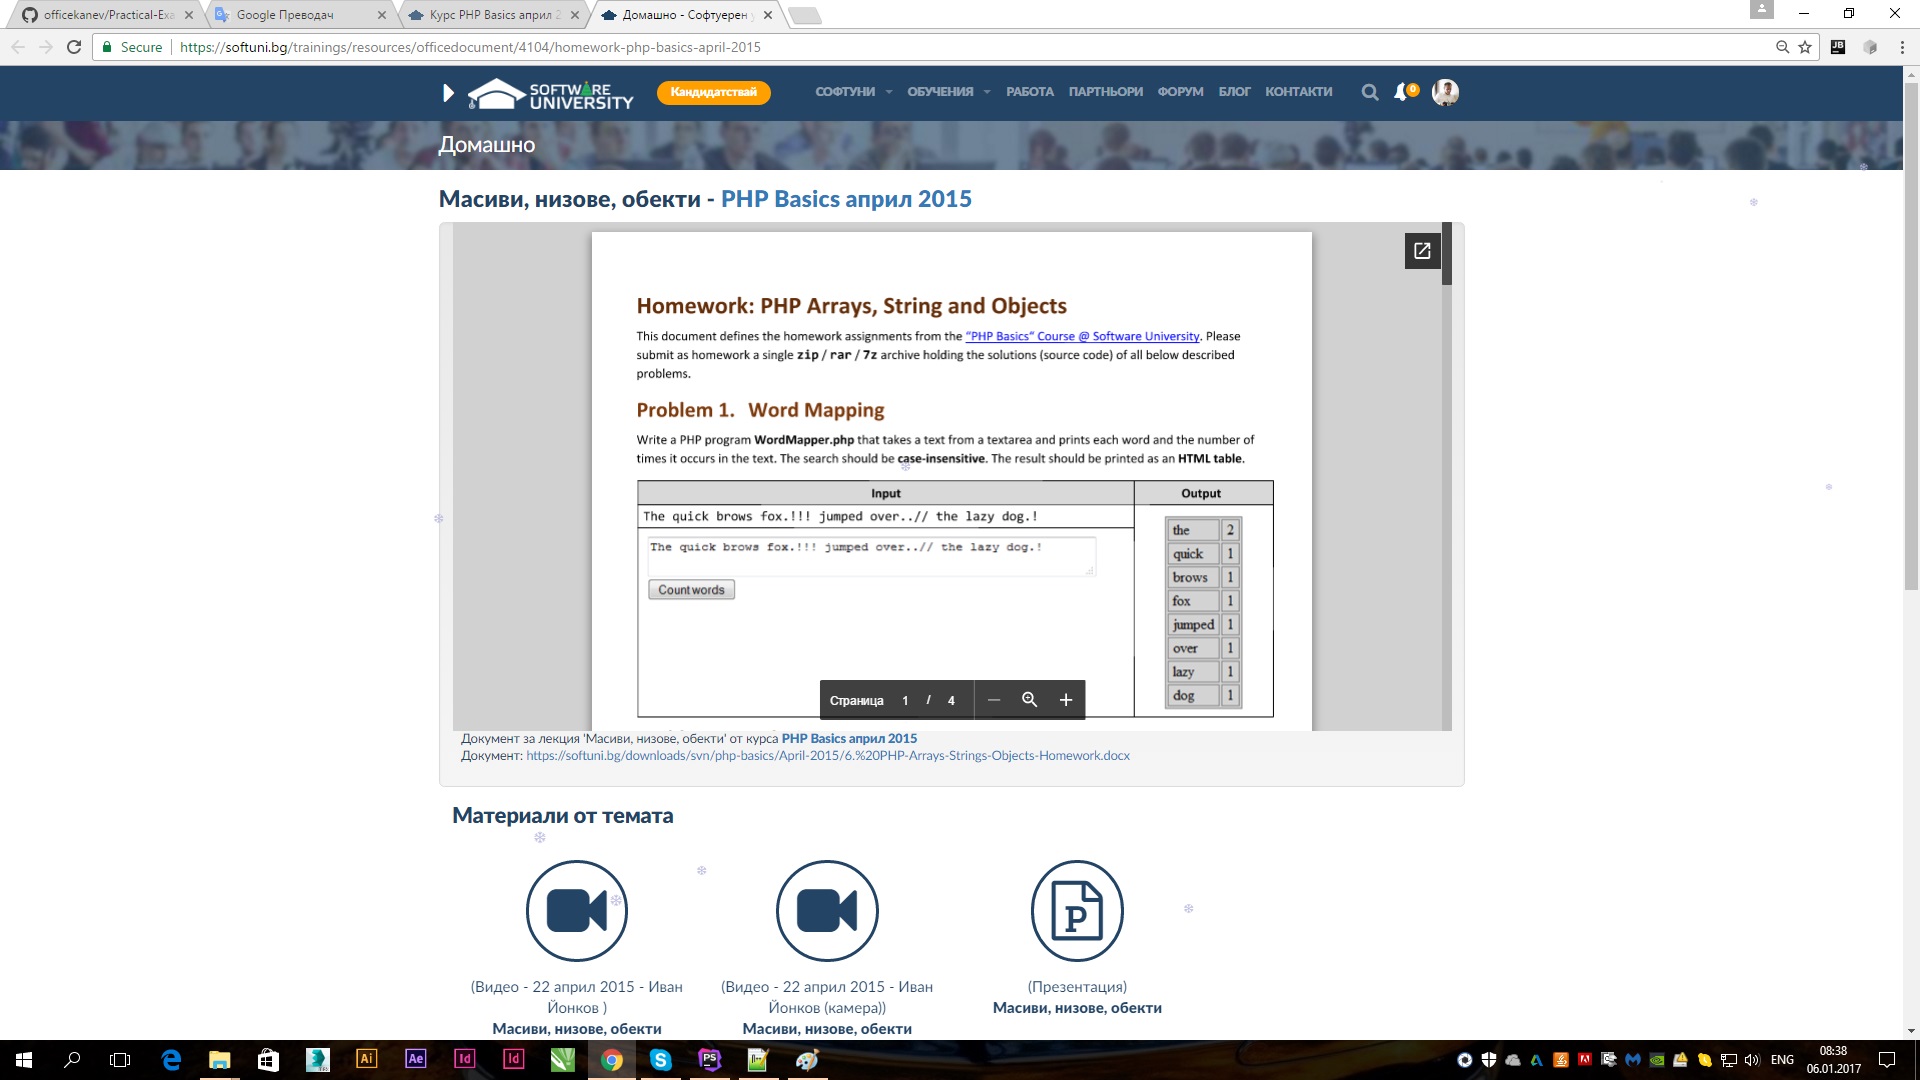 officekanev/Practical-Exa
Google Преводач
Курс PHP Basics април 2
Домашно - Софтуерен у
Secure https://softuni.bg/trainings/resources/officedocument/4104/homework-php-basics-april-2015
JB
SOFTWARE
UNIVERSITY
Кандидатствай
СОФТУНИ ОБУЧЕНИЯ РАБОТА ПАРТНЬОРИ ФОРУМ БЛОГ КОНТАКТИ
0
Домашно
Масиви, низове, обекти - PHP Basics април 2015
Homework: PHP Arrays, String and Objects
This document defines the homework assignments from the “PHP Basics“ Course @ Software University. Please
submit as homework a single zip / rar / 7z archive holding the solutions (source code) of all below described
problems.
Problem 1. Word Mapping
Write a PHP program WordMapper.php that takes a text from a textarea and prints each word and the number of
times it occurs in the text. The search should be case-insensitive. The result should be printed as an HTML table.
Input Output
The quick brows fox.!!! jumped over..// the lazy dog.!
The quick brows fox.!!! jumped over..// the lazy dog.!
Count words
the 2
quick 1
brows 1
fox 1
jumped 1
over 1
lazy 1
dog 1
Страница 1 / 4
Документ за лекция 'Масиви, низове, обекти' от курса PHP Basics април 2015
Документ: https://softuni.bg/downloads/svn/php-basics/April-2015/6.%20PHP-Arrays-Strings-Objects-Homework.docx
Материали от темата
P
(Видео - 22 април 2015 - Иван
Йонков )
Масиви, низове, обекти
(Видео - 22 април 2015 - Иван
Йонков (камера))
Масиви, низове, обекти
(Презентация)
Масиви, низове, обекти
Ai
Ae
Id
Id
PS
ENG
08:38
06.01.2017